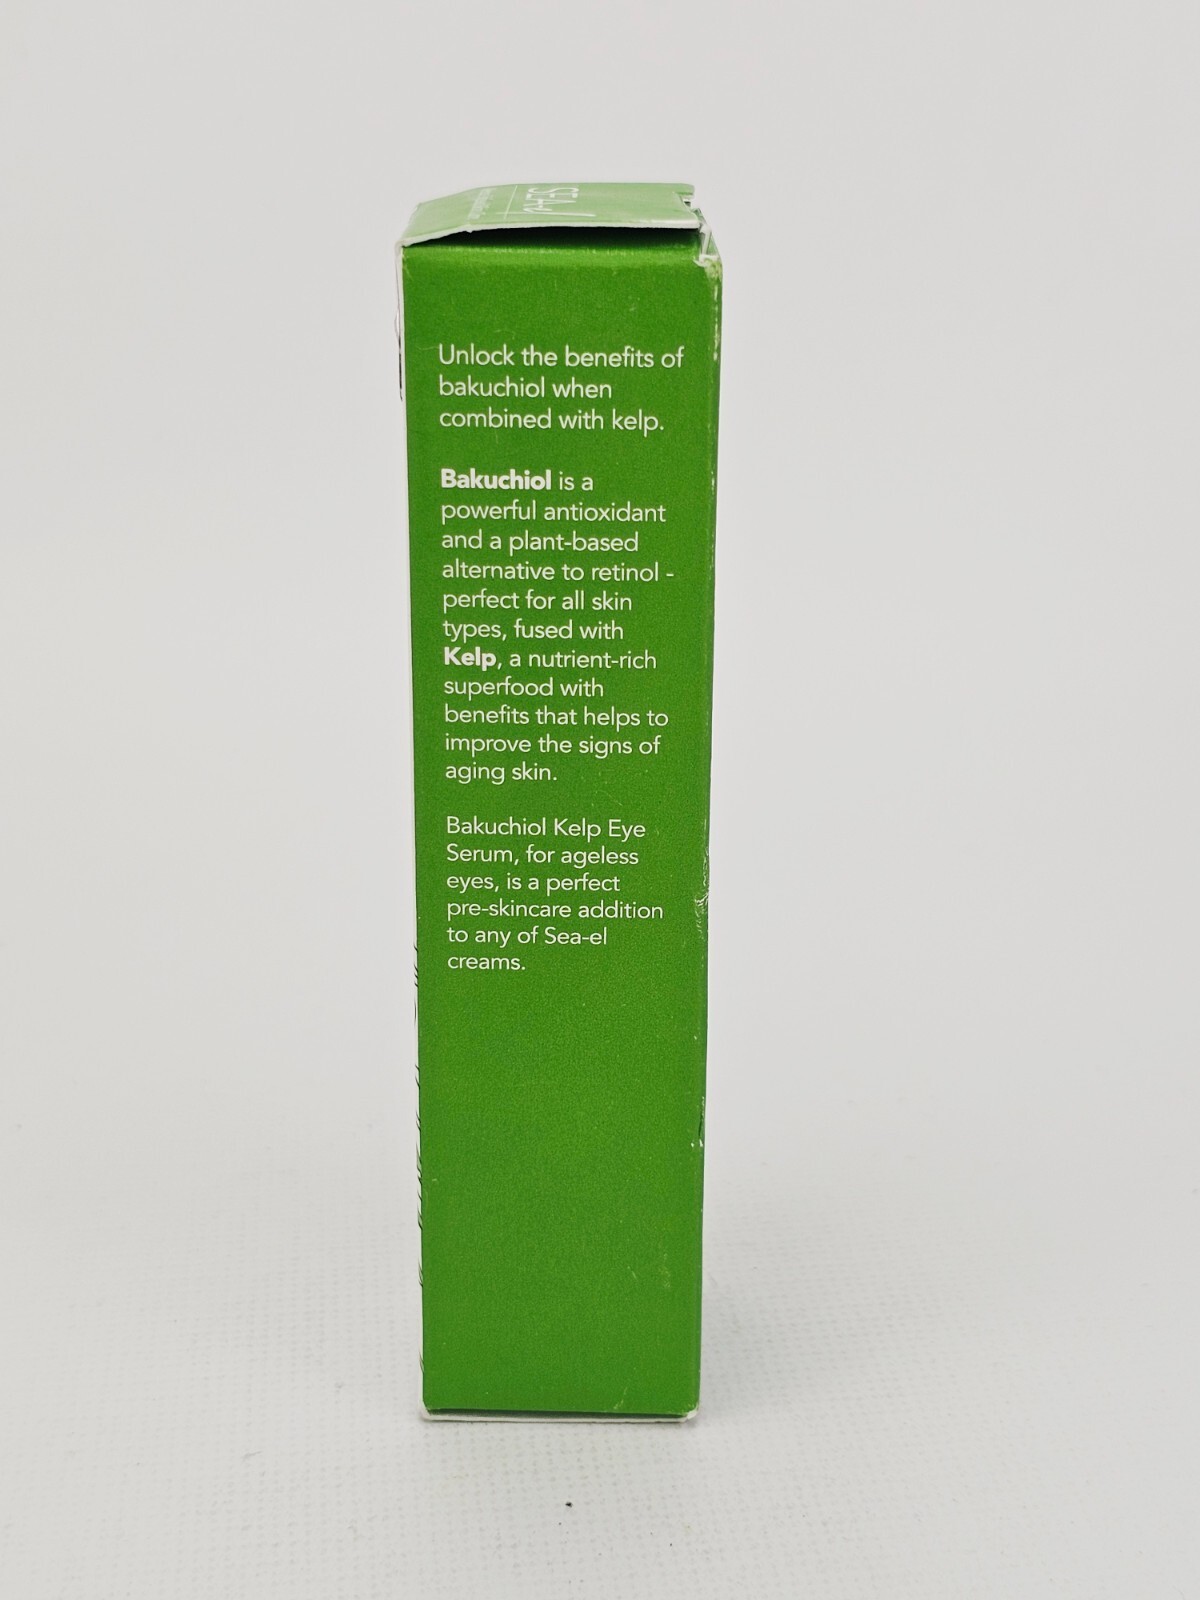 SEA-el
Unlock the benefits of
bakuchiol when
combined with kelp.
Bakuchiol is a
powerful antioxidant
and a plant-based
alternative to retinol -
perfect for all skin
types, fused with
Kelp, a nutrient-rich
superfood with
benefits that helps to
improve the signs of
aging skin.
Bakuchiol Kelp Eye
Serum, for ageless
eyes, is a perfect
pre-skincare addition
to any of Sea-el
creams.